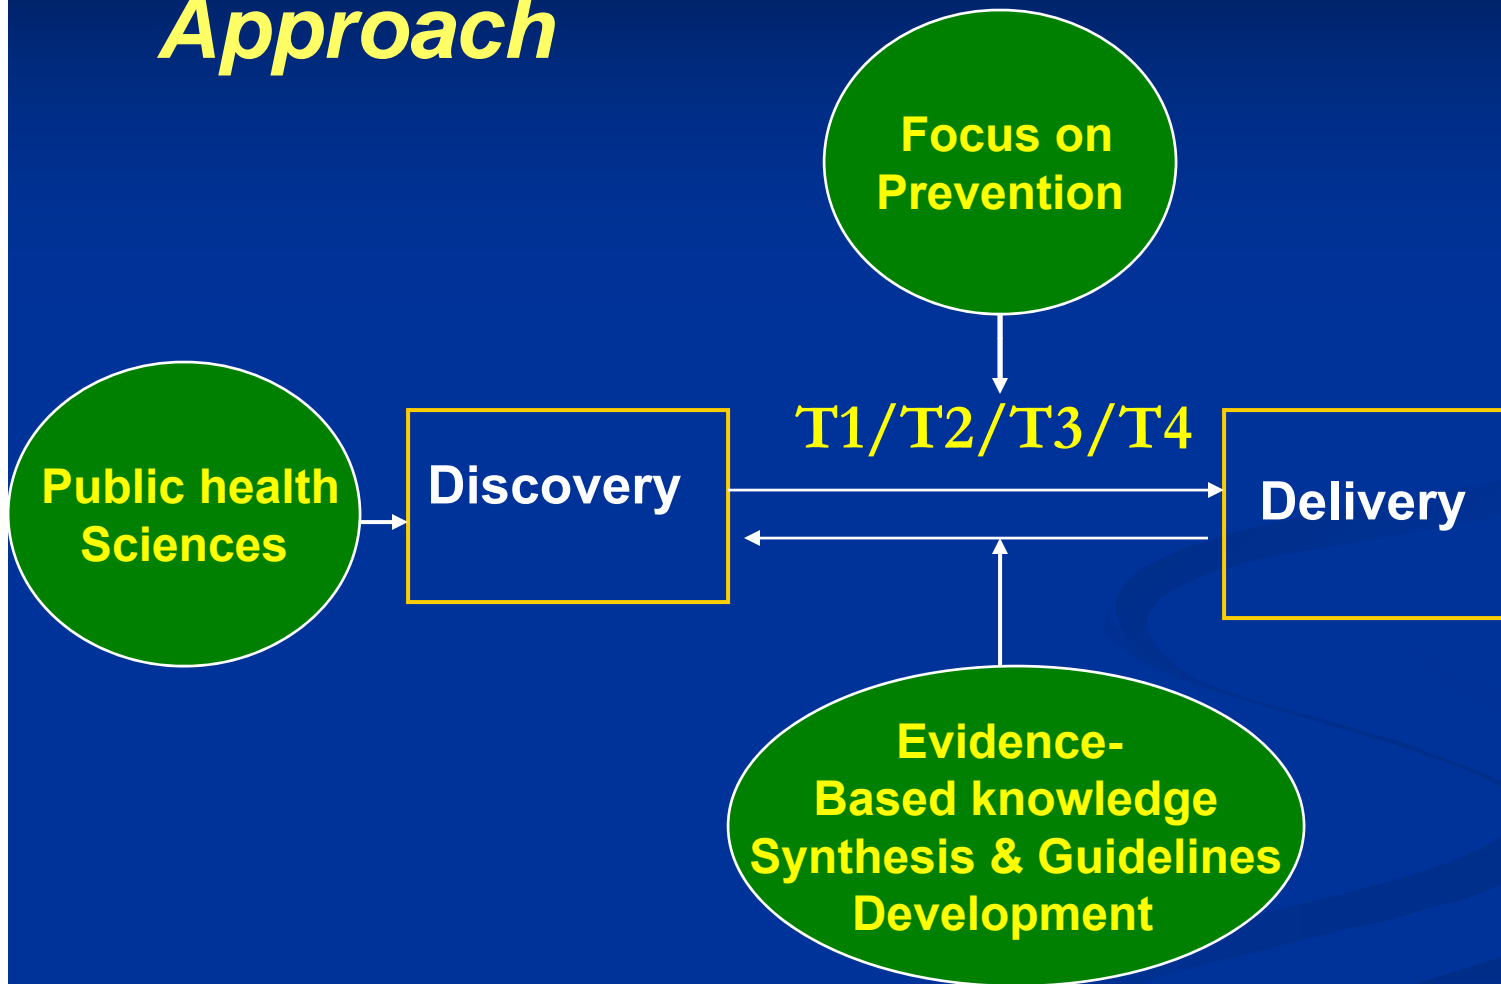 Approach
Focus on
Prevention
T1/T2/T3/T4
Public health
Sciences
Discovery
Delivery
Evidence-
Based knowledge
Synthesis & Guidelines
Development